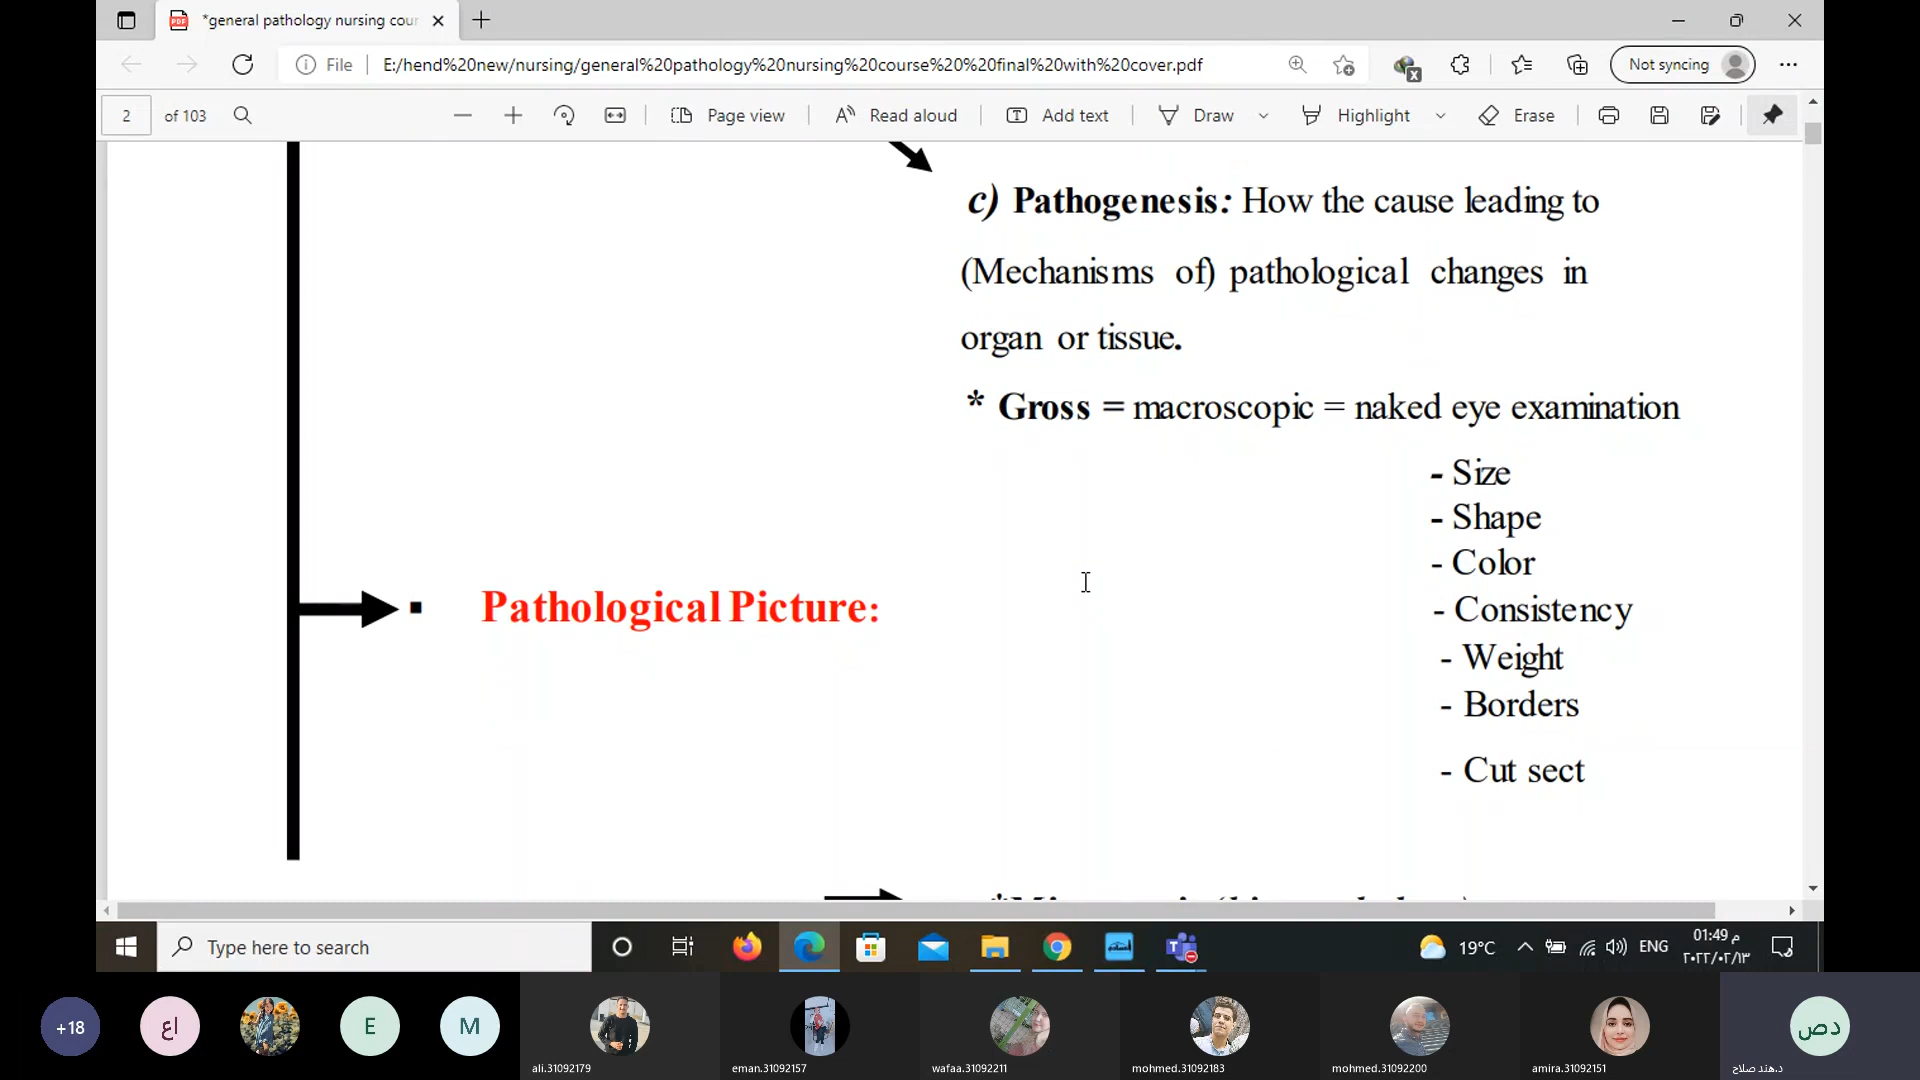 *general pathology nursing cour
File
E:/hend%20new/nursing/general%20pathology%20nursing%20course%20%20final%20with%20cover.pdf
Not syncing
2 of 103
Page view
Read aloud
Add text
Draw
Highlight
Erase
c) Pathogenesis: How the cause leading to
(Mechanisms of) pathological changes in
organ or tissue.
* Gross = macroscopic = naked eye examination
- Size
- Shape
- Color
- Consistency
- Weight
- Borders
- Cut sect
Pathological Picture:
Type here to search
19°C
ENG
01:49 م
٢٠٢٢/٠٢/١٣
+18
اع
E
M
دص
ali.31092179
eman.31092157
wafaa.31092211
mohmed.31092183
mohmed.31092200
amira.31092151
د.هند صلاح